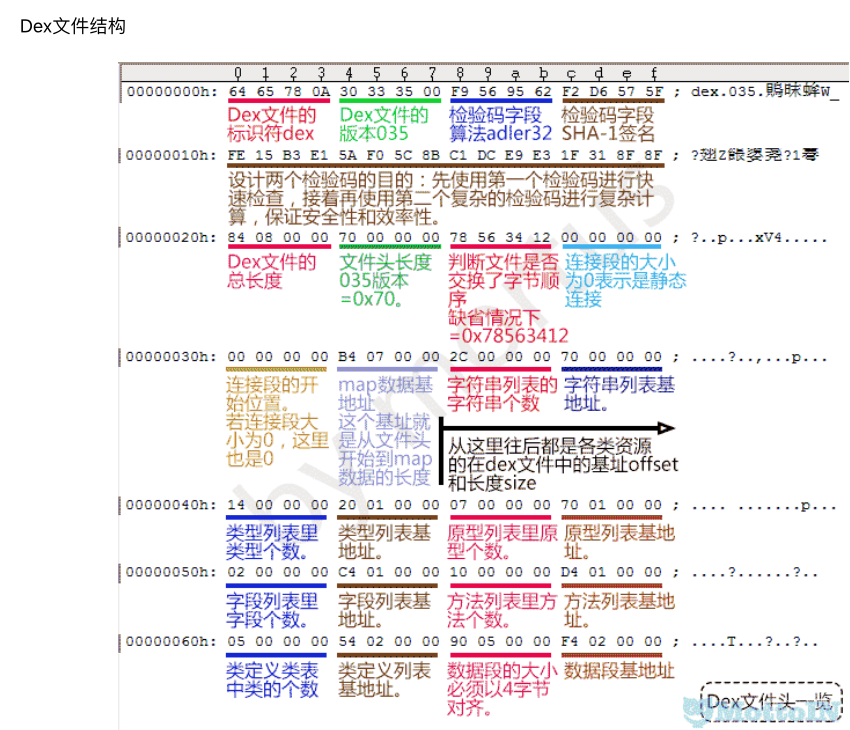 Dex文件结构
0 1 2 3 4 5 6 7 8 9 a b c d e f
00000000h: 64 65 78 0A 30 33 35 00 F9 56 95 62 F2 D6 57 5F ; dex.035.
Dex文件的 Dex文件的 检验码字段 检验码字段
标识符dex 版本035 算法adler32 SHA-1签名
00000010h: FE 15 B3 E1 5A F0 5C 8B C1 DC E9 E3 1F 31 8F 8F ;
设计两个检验码的目的：先使用第一个检验码进行快
速检查，接着再使用第二个复杂的检验码进行复杂计
算，保证安全性和效率性。
00000020h: 84 08 00 00 70 00 00 00 78 56 34 12 00 00 00 00 ; ?..p...xV4.....
Dex文件的 文件头长度 判断文件是否 连接段的大小
总长度 035版本 交换了字节顺 为0表示是静态
=0x70。 序 连接
缺省情况下
=0x78563412
00000030h: 00 00 00 00 B4 07 00 00 2C 00 00 00 70 00 00 00 ; ....?..,...p...
连接段的开 map数据基 字符串列表的 字符串列表基
始位置。 地址 字符串个数 地址。
若连接段大 这个基址就
小为0，这里 是从文件头 从这里往后都是各类资源
也是0 开始到map 的在dex文件中的基址offset
数据的长度 和长度size
00000040h: 14 00 00 00 20 01 00 00 07 00 00 00 70 01 00 00 ; .... .......p...
类型列表里 类型列表基 原型列表里原 原型列表基地
类型个数。 地址。 型个数。 址。
00000050h: 02 00 00 00 C4 01 00 00 10 00 00 00 D4 01 00 00 ; ....?......?..
字段列表里 字段列表基 方法列表里方 方法列表基地
字段个数。 地址。 法个数。 址。
00000060h: 05 00 00 00 54 02 00 00 90 05 00 00 F4 02 00 00 ; ....T...?..?..
类定义类表 类定义列表 数据段的大小 数据段基地址
中类的个数 基地址。 必须以4字节
对齐。
Dex文件头一览